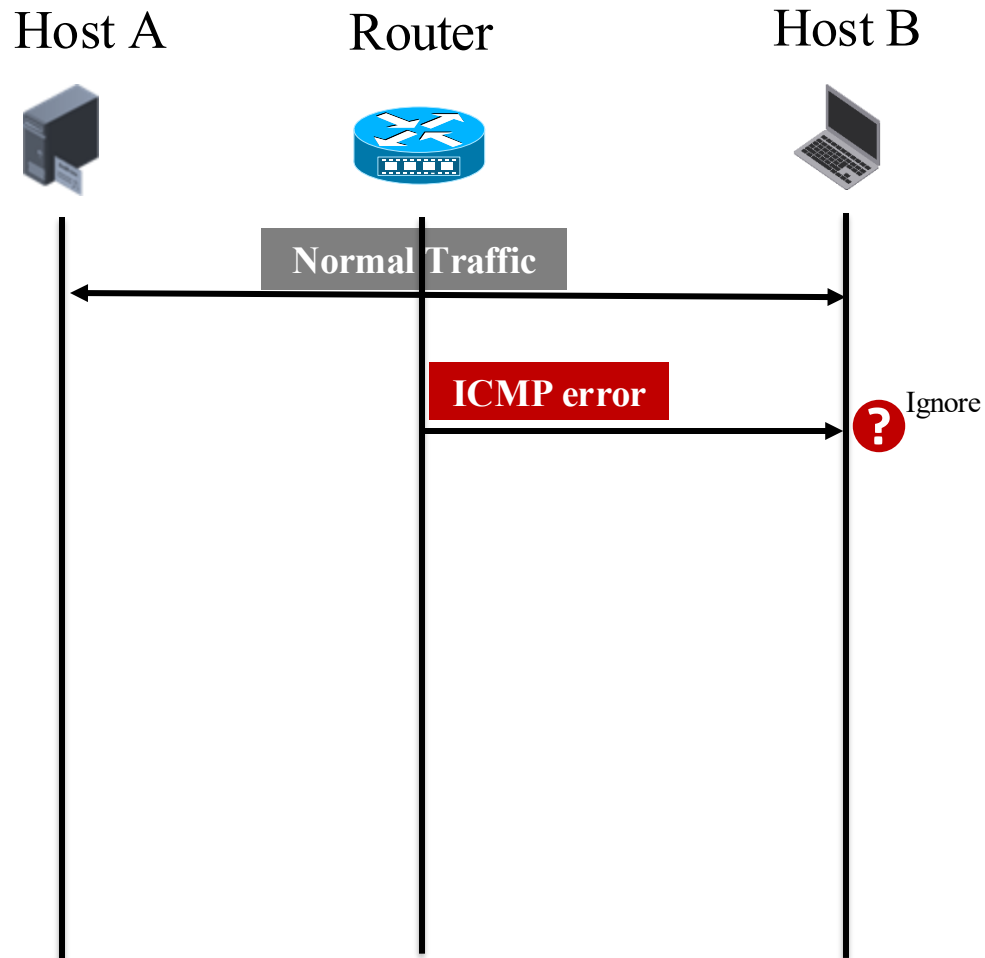 Host A
Router
Host B
Normal Traffic
ICMP error
?
Ignore